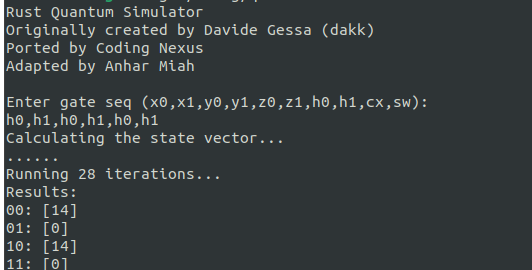 Rust Quantum Simulator
Originally created by Davide Gessa (dakk)
Ported by Coding Nexus
Adapted by Anhar Miah
Enter gate seq (x0,x1,y0,y1,z0,z1,h0,h1,cx,sw):
h0,h1,h0,h1,h0,h1
Calculating the state vector...
......
Running 28 iterations...
Results:
00: [14]
01: [0]
10: [14]
11: [0]